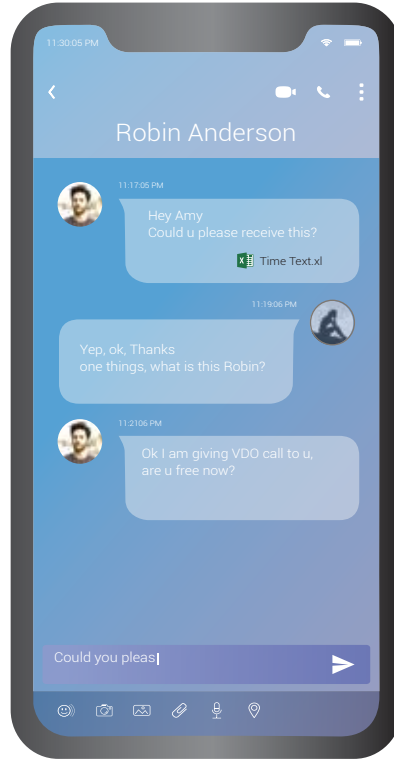 11:30:05 PM
Robin Anderson
11:17:05 PM
Hey Amy
Could u please receive this?
Time Text.xl
11:19:06 PM
Yep, ok, Thanks
one things, what is this Robin?
11:2106 PM
Ok I am giving VDO call to u,
are u free now?
Could you pleas